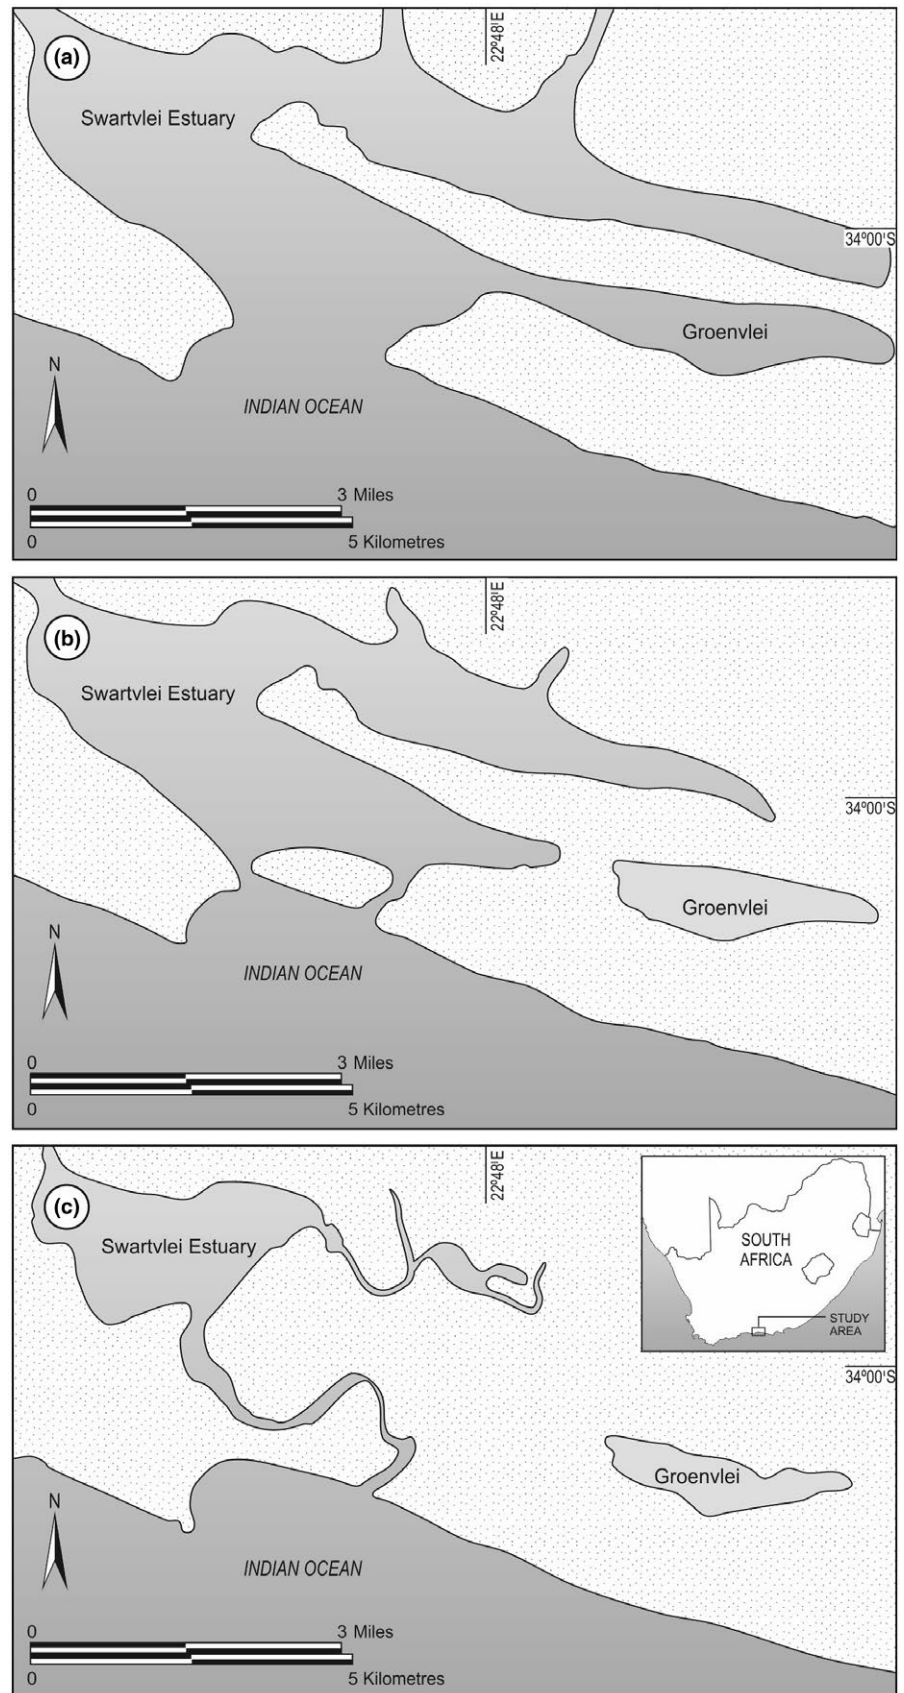 (a)
22°48'E
Swartvlei Estuary
34°00'S
Groenvlei
N
INDIAN OCEAN
0 3 Miles
0 5 Kilometres
(b)
22°48'E
Swartvlei Estuary
34°00'S
Groenvlei
N
INDIAN OCEAN
0 3 Miles
0 5 Kilometres
(c)
22°48'E
Swartvlei Estuary
SOUTH
AFRICA
STUDY
AREA
34°00'S
Groenvlei
N
INDIAN OCEAN
0 3 Miles
0 5 Kilometres